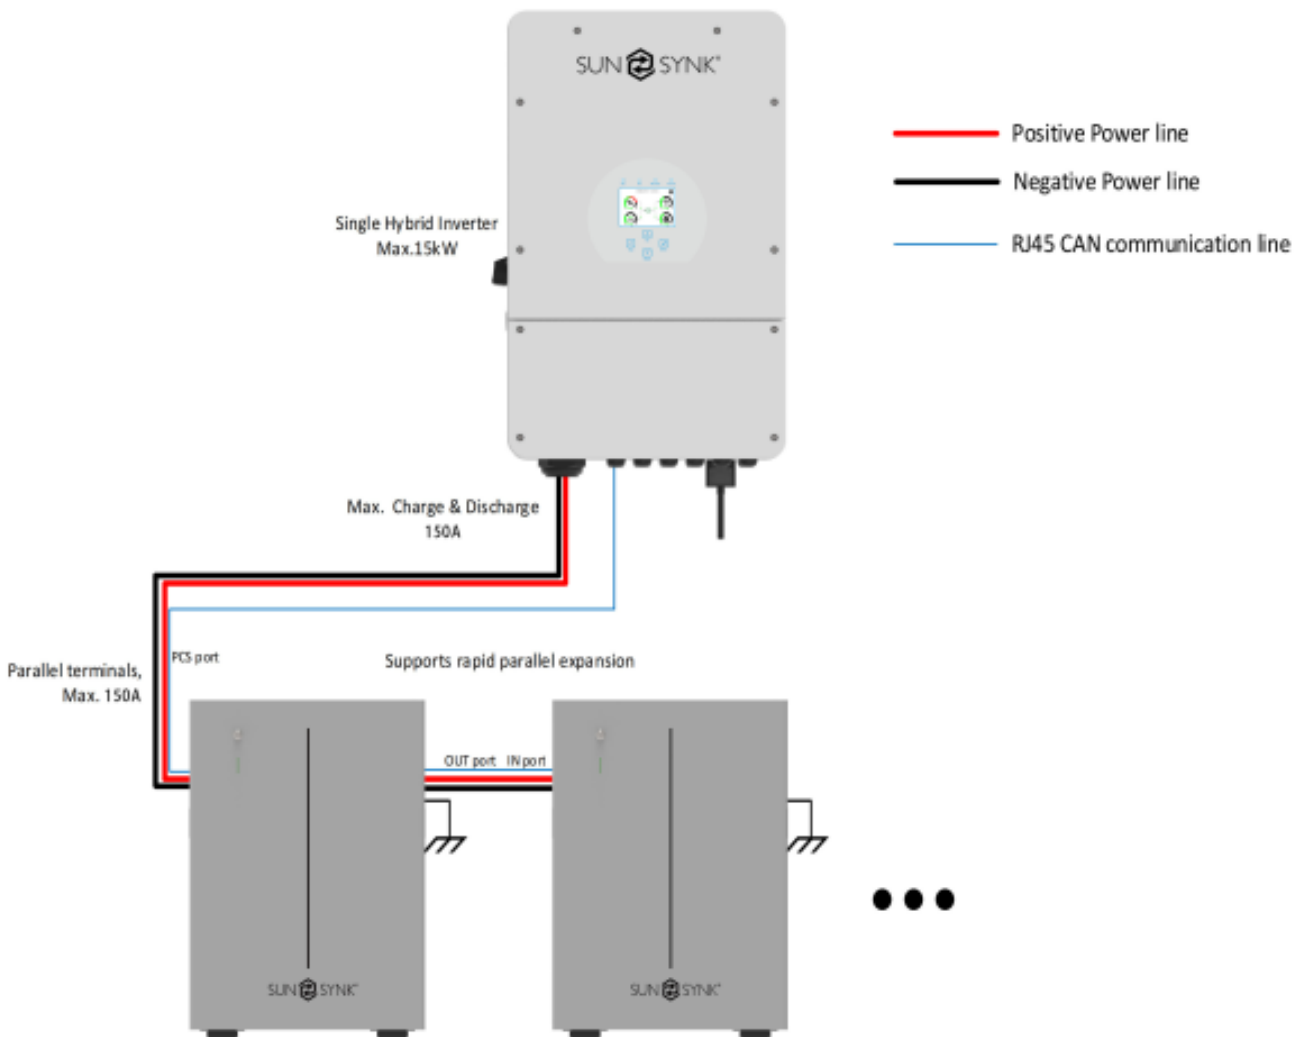 SUN SYNK
Positive Power line
Negative Power line
RJ45 CAN communication line
Single Hybrid Inverter
Max.15kW
Max. Charge & Discharge
150A
PCS port
Parallel terminals,
Max. 150A
Supports rapid parallel expansion
OUT port IN port
SUN SYNK
SUN SYNK